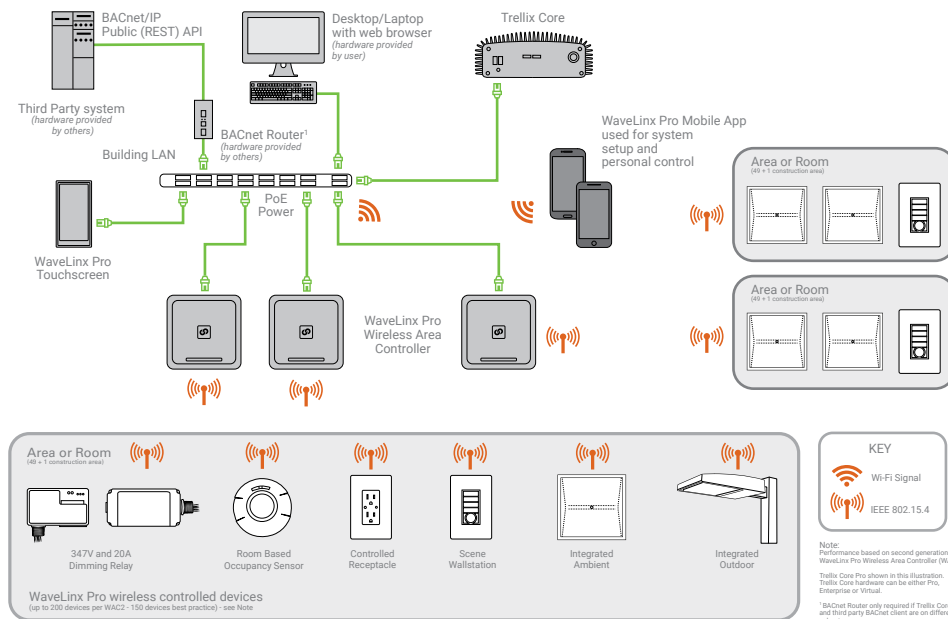 BACnet/IP
Public (REST) API
Desktop/Laptop
with web browser
(hardware provided
by user)
Trellix Core
Third Party system
(hardware provided
by others)
BACnet Router¹
(hardware provided
by others)
Building LAN
PoE
Power
WaveLinx Pro Mobile App
used for system
setup and
personal control
WaveLinx Pro
Touchscreen
WaveLinx Pro
Wireless Area
Controller
Area or Room
(49 + 1 construction area)
Area or Room
(49 + 1 construction area)
Area or Room
(49 + 1 construction area)
347V and 20A
Dimming Relay
Room Based
Occupancy Sensor
Controlled
Receptacle
Scene
Wallstation
Integrated
Ambient
Integrated
Outdoor
WaveLinx Pro wireless controlled devices
(up to 200 devices per WAC2 - 150 devices best practice) - see Note
KEY
Wi-Fi Signal
IEEE 802.15.4
Note:
Performance based on second generation
WaveLinx Pro Wireless Area Controller
Trellix Core Pro shown in this illustration.
Trellix Core hardware can be either Pro,
Enterprise or Virtual.
¹ BACnet Router only required if Trellix
and third party BACnet client are on